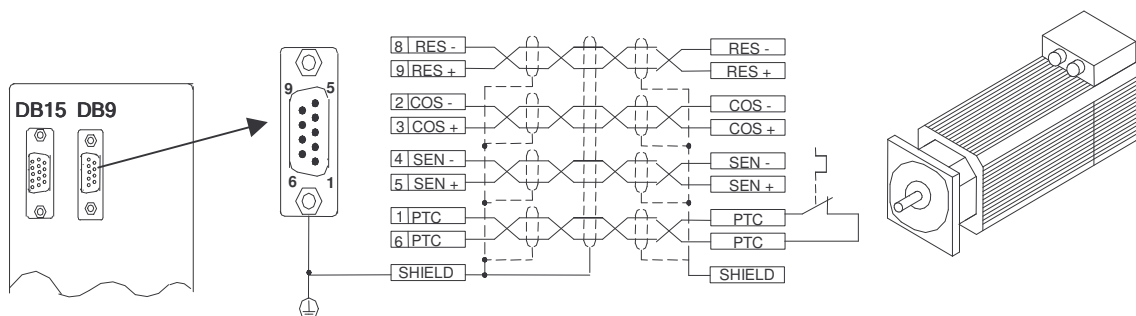 DB15 DB9
9 5
6 1
8 RES -
9 RES +
2 COS -
3 COS +
4 SEN -
5 SEN +
1 PTC
6 PTC
SHIELD
RES -
RES +
COS -
COS +
SEN -
SEN +
PTC
PTC
SHIELD